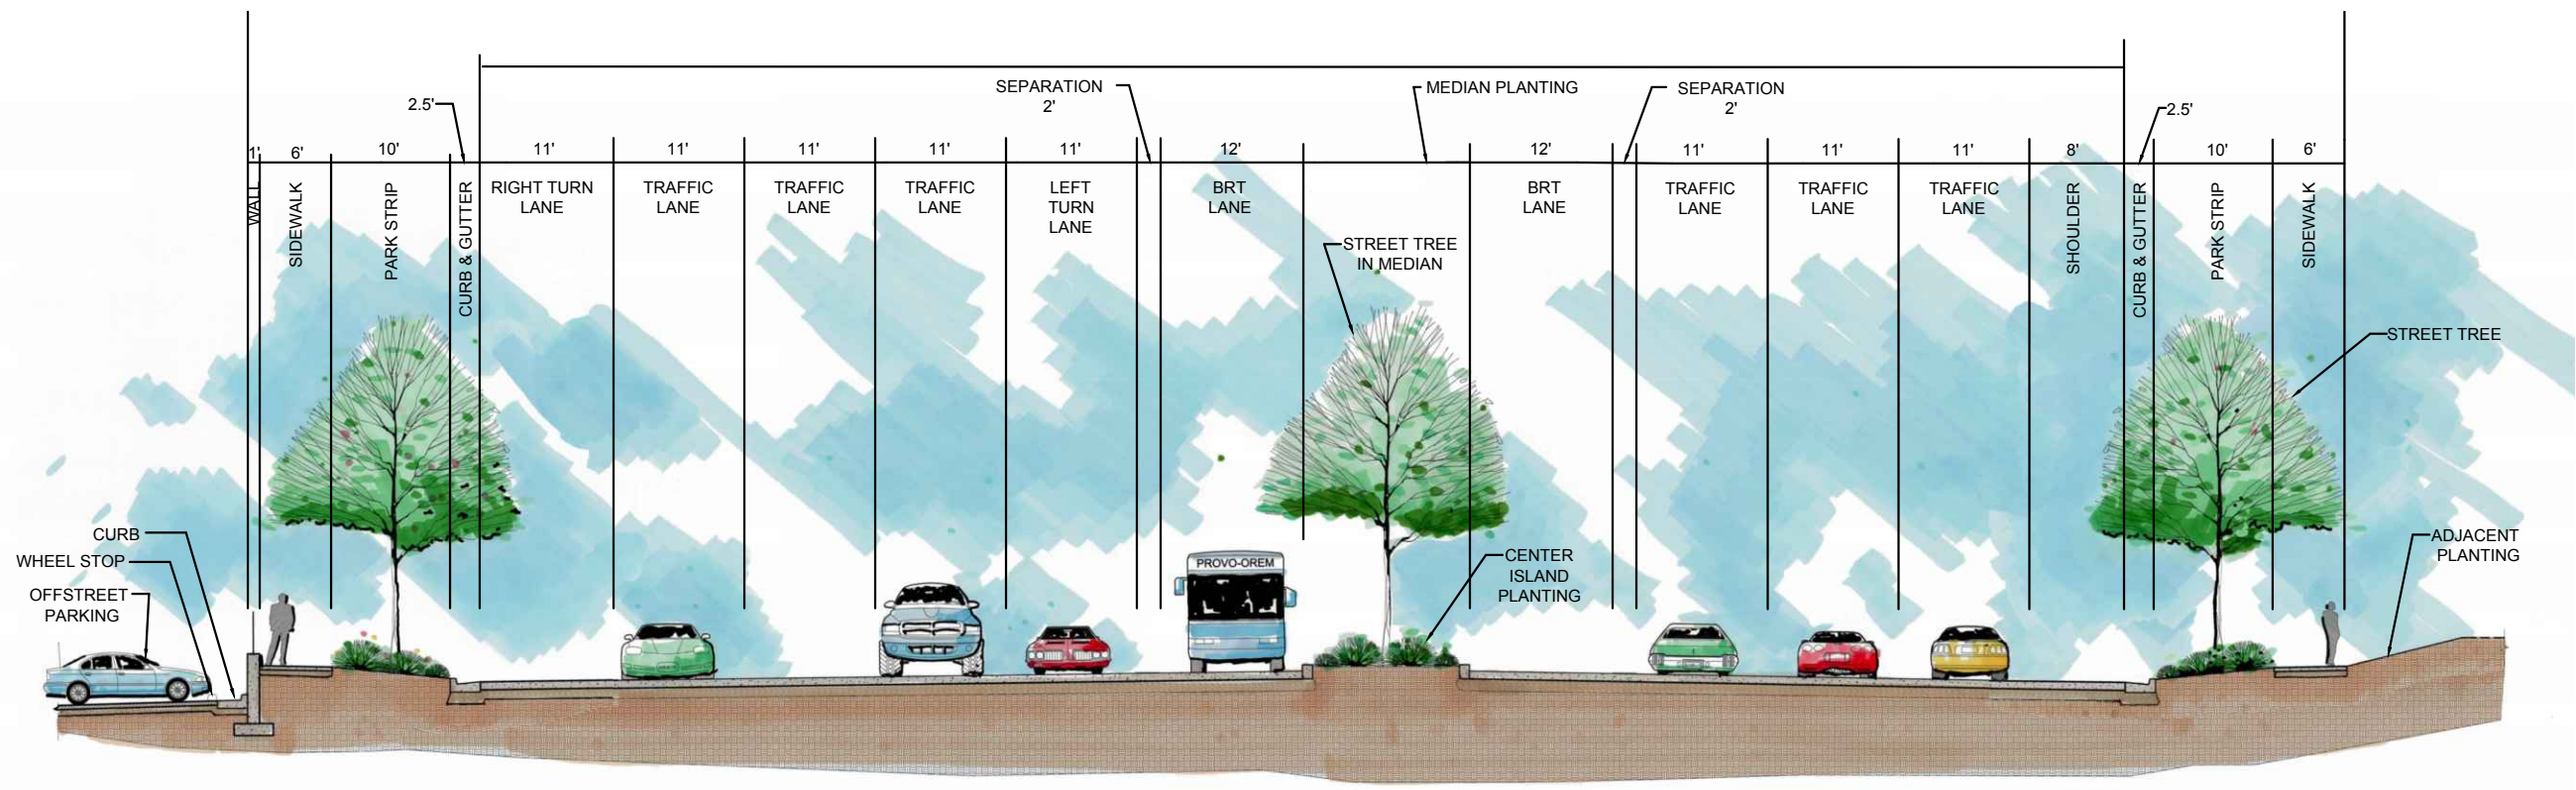 SEPARATION
2'
MEDIAN PLANTING
SEPARATION
2'
2.5'
2.5'
1'
6'
10'
11'
11'
11'
11'
11'
12'
12'
11'
11'
11'
8'
10'
6'
WALL
SIDEWALK
PARK STRIP
CURB & GUTTER
RIGHT TURN
LANE
TRAFFIC
LANE
TRAFFIC
LANE
TRAFFIC
LANE
LEFT
TURN
LANE
BRT
LANE
BRT
LANE
TRAFFIC
LANE
TRAFFIC
LANE
TRAFFIC
LANE
SHOULDER
CURB & GUTTER
PARK STRIP
SIDEWALK
STREET TREE
IN MEDIAN
STREET TREE
CURB
WHEEL STOP
OFFSTREET
PARKING
PROVO-OREM
CENTER
ISLAND
PLANTING
ADJACENT
PLANTING